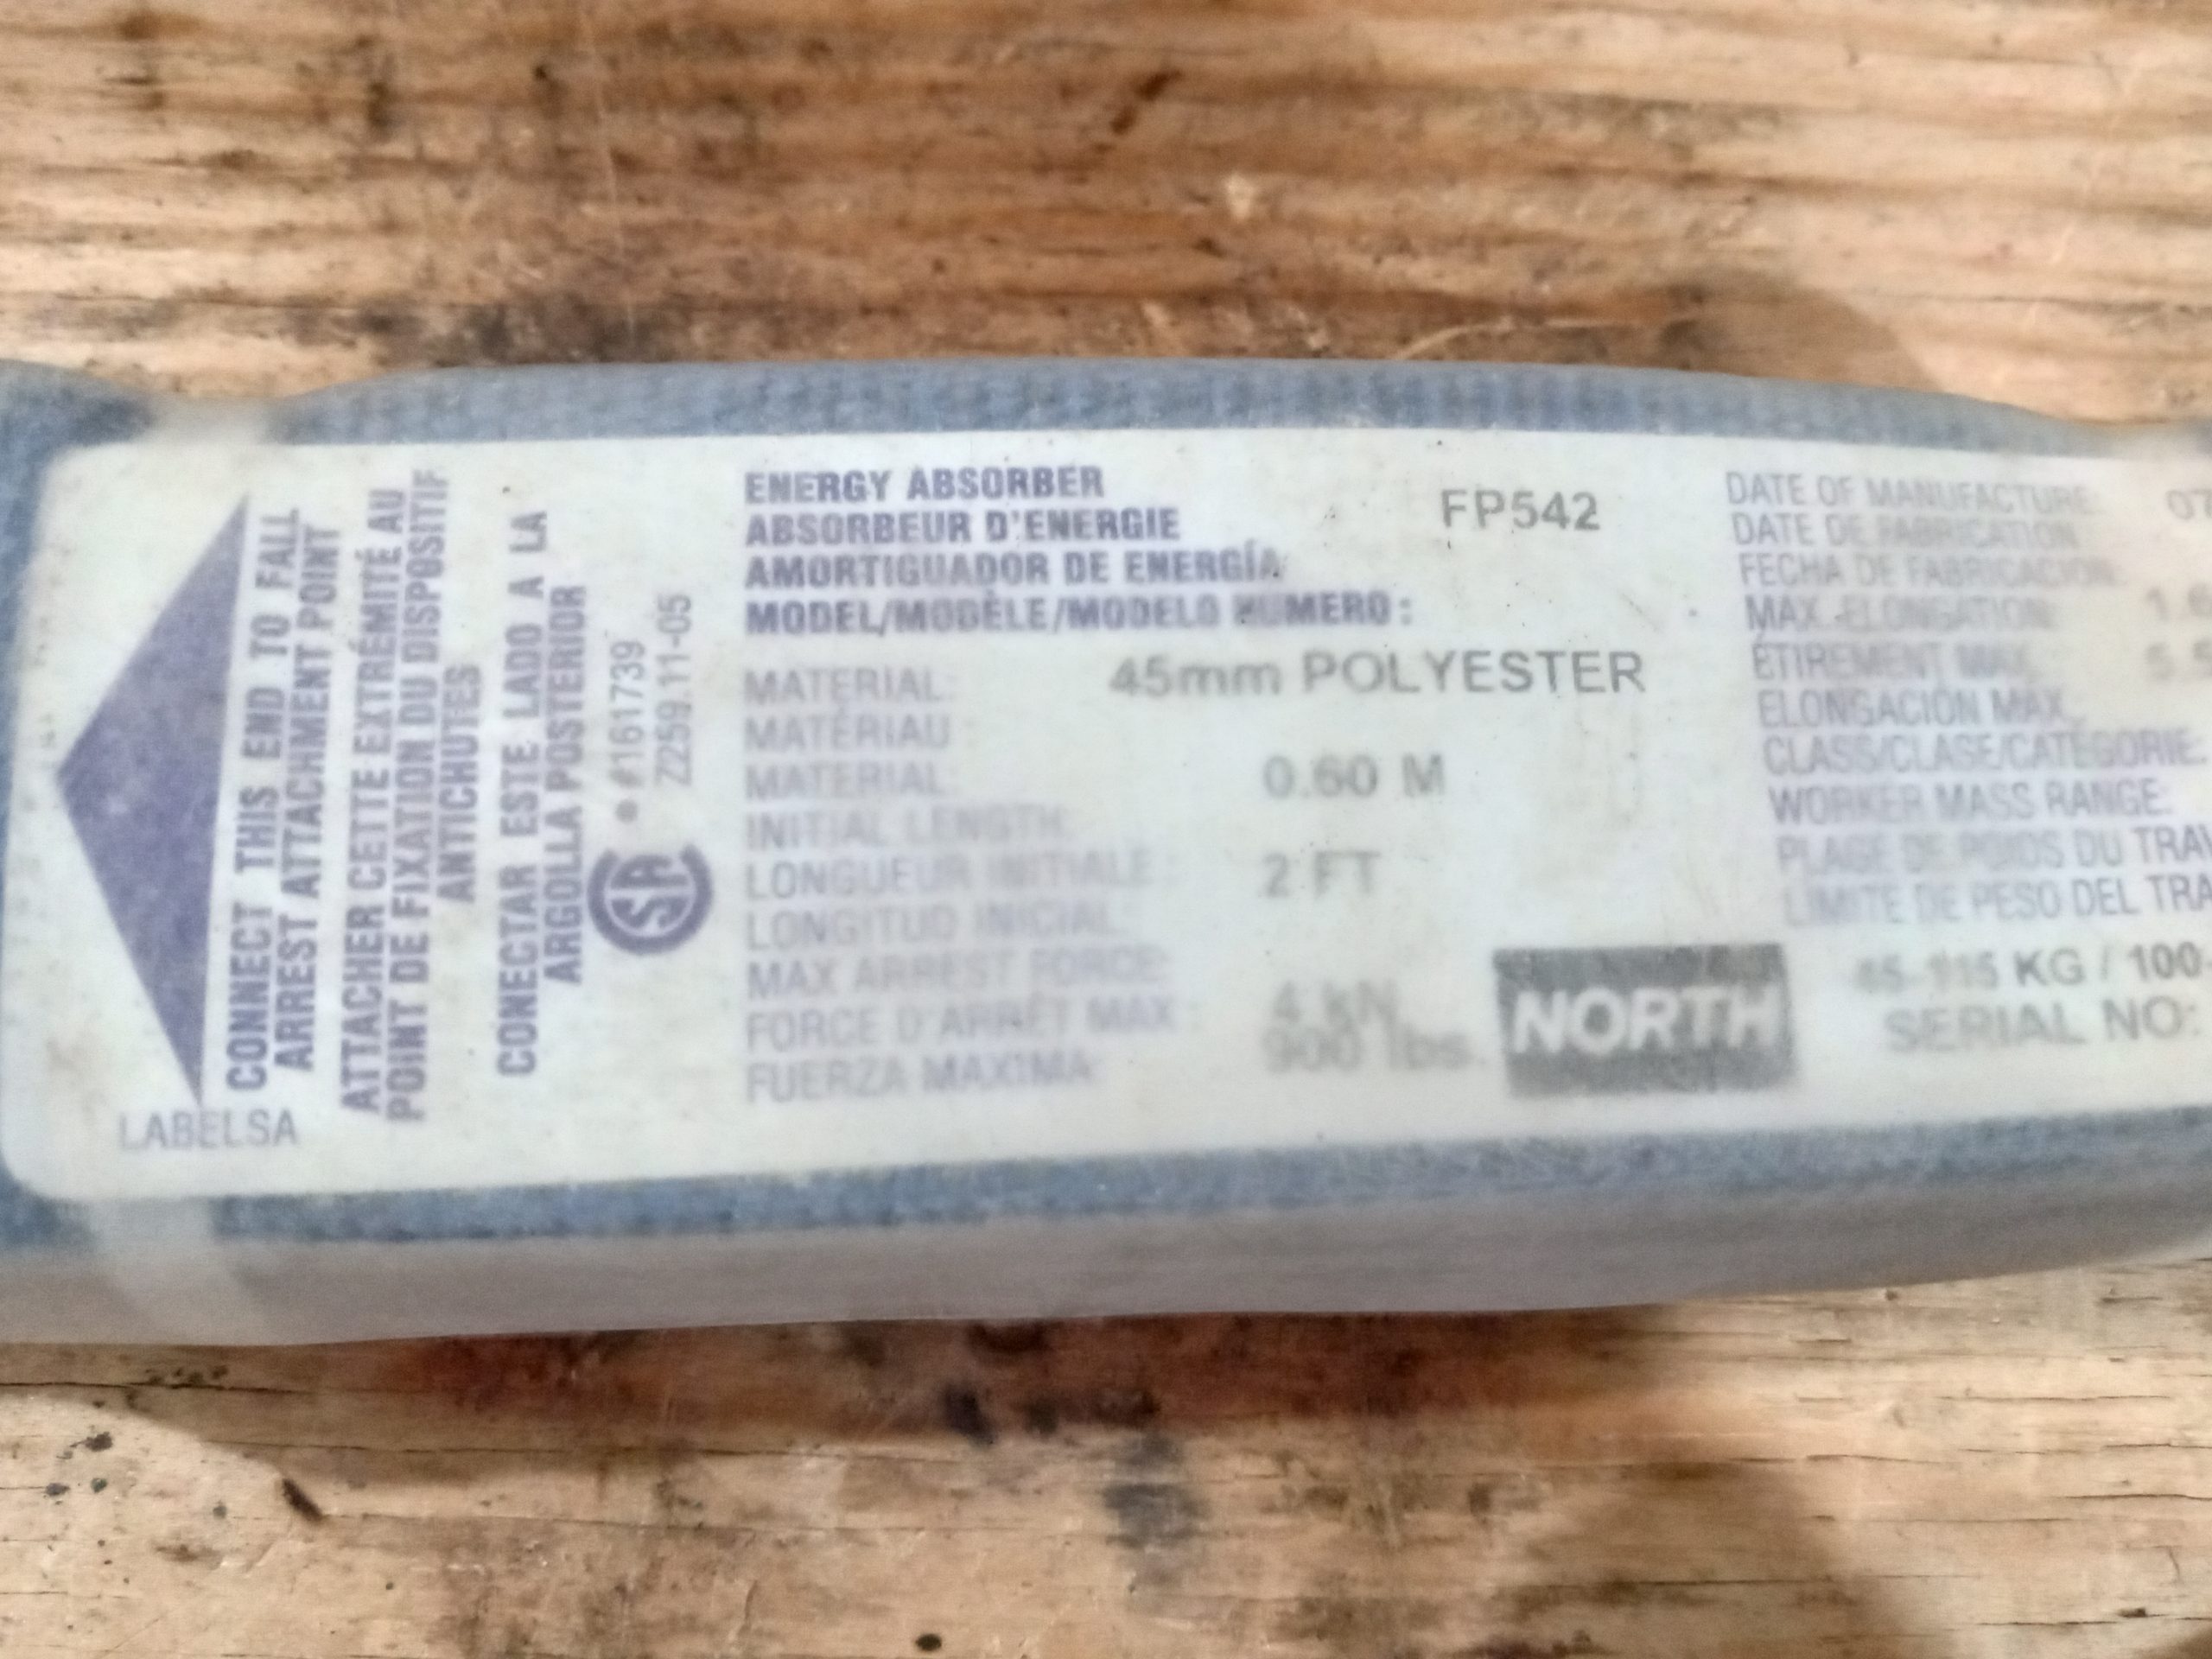 CONNECT THIS END TO FALL
ARREST ATTACHMENT POINT
ATTACHER CETTE EXTRÉMITÉ AU
POINT DE FIXATION DU DISPOSITIF
ANTICHUTES
CONECTAR ESTE LADO A LA
ARGOLLA POSTERIOR
SA #161739
Z259.11-05
LABELSA
ENERGY ABSORBER
ABSORBEUR D'ENERGIE
AMORTIGUADOR DE ENERGÍA
MODEL/MODÈLE/MODELO NUMERO:
FP542
MATERIAL: 45mm POLYESTER
MATÉRIAU :
MATERIAL:
INITIAL LENGTH: 0.60 M
LONGUEUR INITIALE : 2 FT
LONGITUD INICIAL:
MAX ARREST FORCE:
FORCE D'ARRÊT MAX : 4 kN
FUERZA MAXIMA: 900 lbs.
NORTH
DATE OF MANUFACTURE: 07
DATE DE FABRICATION
FECHA DE FABRICACION:
MAX. ELONGATION:
ÉTIREMENT MAX.
ELONGACION MAX.
CLASS/CLASE/CATÉGORIE:
WORKER MASS RANGE:
PLAGE DE POIDS DU TRAV
LIMITE DE PESO DEL TRA
45-115 KG / 100-
SERIAL NO: